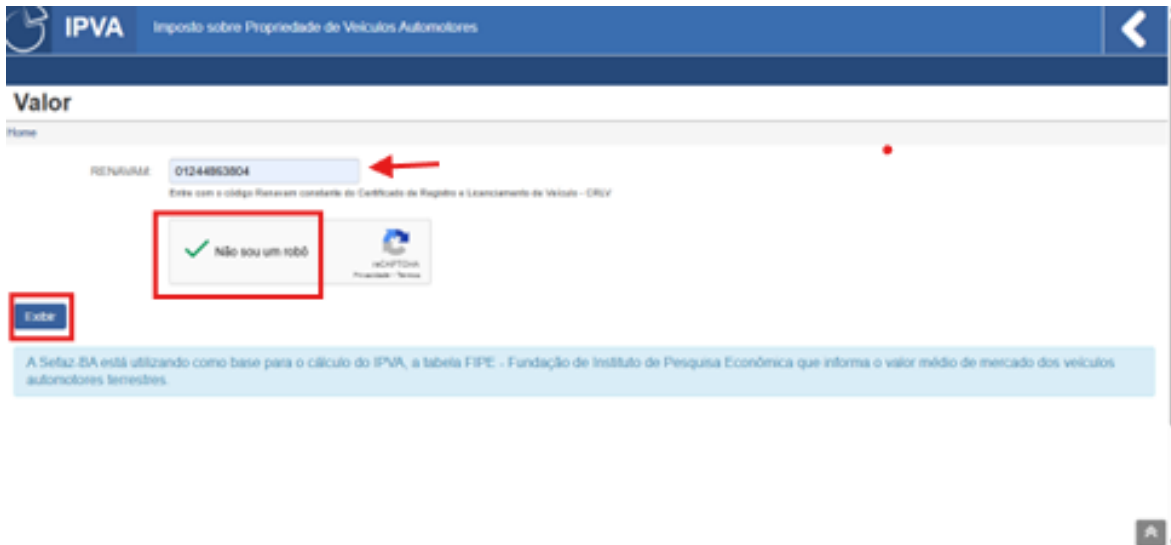 IPVA Imposto sobre Propriedade de Veículos Automotores
Valor
Home
RENAVAM: 01244863804
Entre com o código Renavam constante do Certificado de Registro e Licenciamento de Veículo - CRLV
Não sou um robô
reCAPTCHA
Privacidade - Termos
Exibir
A Sefaz-BA está utilizando como base para o cálculo do IPVA, a tabela FIPE - Fundação de Instituto de Pesquisa Econômica que informa o valor médio de mercado dos veículos
automotores terrestres.